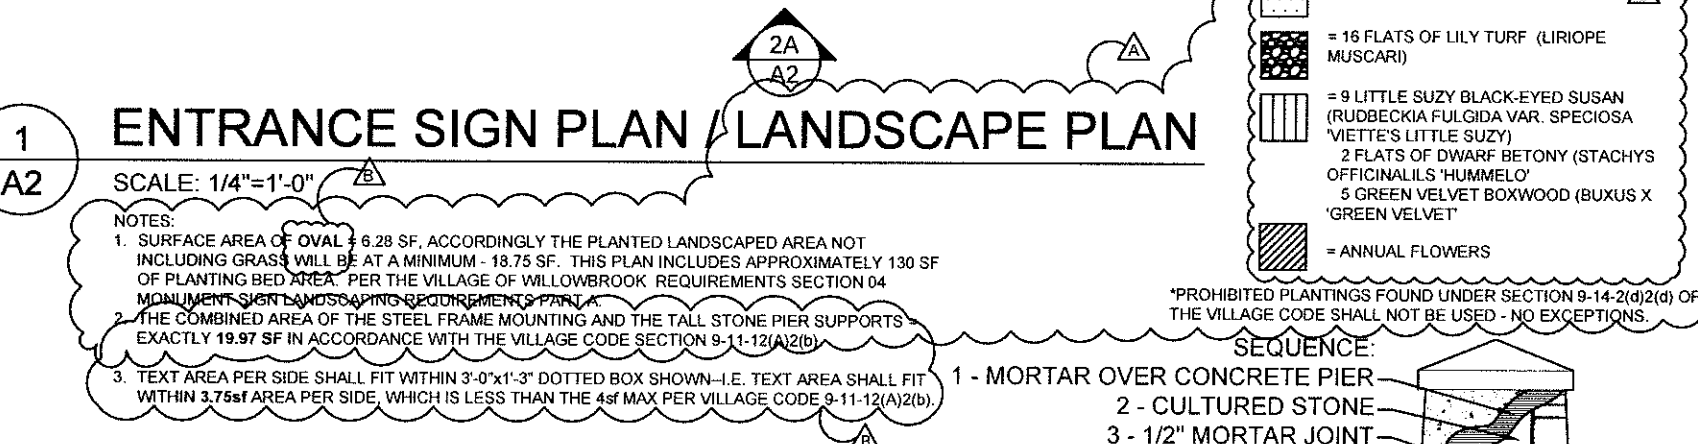 2A
A2
A
1
A2
ENTRANCE SIGN PLAN / LANDSCAPE PLAN
SCALE: 1/4"=1'-0"
B
NOTES:
1. SURFACE AREA OF OVAL = 6.28 SF, ACCORDINGLY THE PLANTED LANDSCAPED AREA NOT
INCLUDING GRASS WILL BE AT A MINIMUM - 18.75 SF. THIS PLAN INCLUDES APPROXIMATELY 130 SF
OF PLANTING BED AREA. PER THE VILLAGE OF WILLOWBROOK REQUIREMENTS SECTION 04
MONUMENT SIGN LANDSCAPING REQUIREMENTS PART A.
2. THE COMBINED AREA OF THE STEEL FRAME MOUNTING AND THE TALL STONE PIER SUPPORTS =
EXACTLY 19.97 SF IN ACCORDANCE WITH THE VILLAGE CODE SECTION 9-11-12(A)2(b).
3. TEXT AREA PER SIDE SHALL FIT WITHIN 3'-0"x1'-3" DOTTED BOX SHOWN--I.E. TEXT AREA SHALL FIT
WITHIN 3.75sf AREA PER SIDE, WHICH IS LESS THAN THE 4sf MAX PER VILLAGE CODE 9-11-12(A)2(b).
B
= 16 FLATS OF LILY TURF (LIRIOPE
MUSCARI)
= 9 LITTLE SUZY BLACK-EYED SUSAN
(RUDBECKIA FULGIDA VAR. SPECIOSA
'VIETTE'S LITTLE SUZY)
2 FLATS OF DWARF BETONY (STACHYS
OFFICINALILS 'HUMMELO'
5 GREEN VELVET BOXWOOD (BUXUS X
'GREEN VELVET'
= ANNUAL FLOWERS
*PROHIBITED PLANTINGS FOUND UNDER SECTION 9-14-2(d)2(d) OF
THE VILLAGE CODE SHALL NOT BE USED - NO EXCEPTIONS.
SEQUENCE:
1 - MORTAR OVER CONCRETE PIER
2 - CULTURED STONE
3 - 1/2" MORTAR JOINT